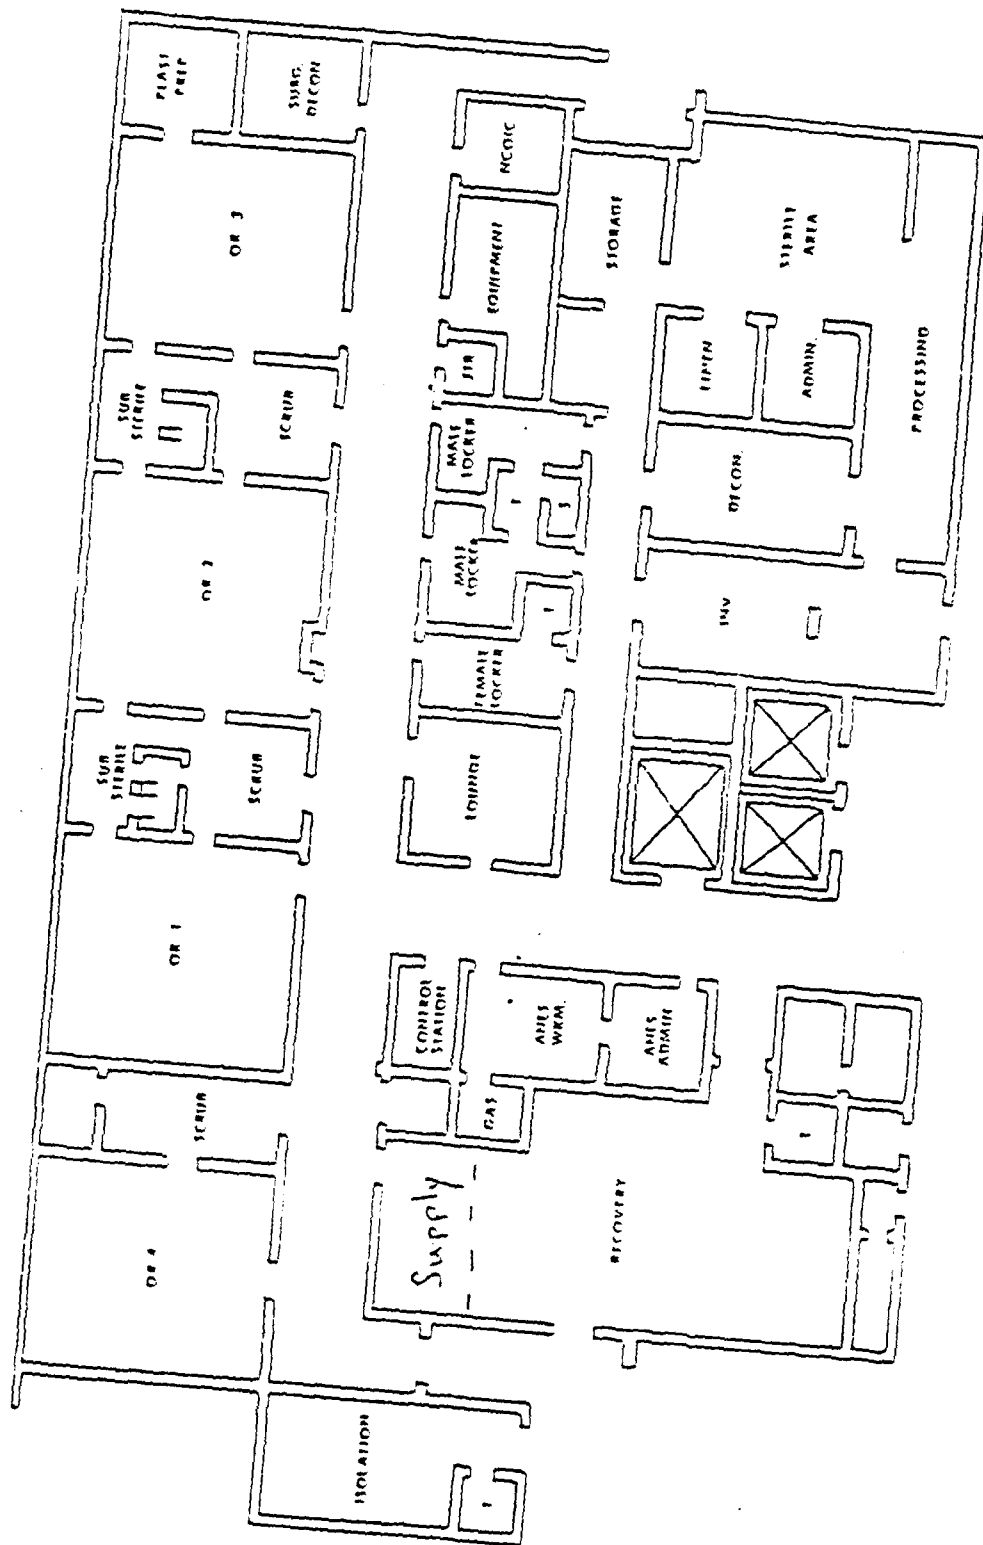 PLAST
PREP
SURG.
DECON
OR 3
NCOIC
EQUIPMENT
STORAGE
STERILE
AREA
SUB
STERILE
SCRUB
JTR
LINEN
ADMIN.
PROCESSING
MALE
LOCKER
T
S
DECON.
OR 2
MALE
LOCKER
T
FEMALE
LOCKER
SUB
STERILE
SCRUB
LOUNGE
OR 1
CONTROL
STATION
ANES
WKM.
ANES
ADMIN
SCRUB
GAS
T
OR 4
Supply
RECOVERY
ISOLATION
T